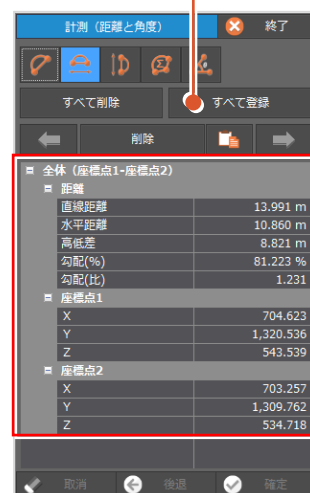 計測（距離と角度）
終了
すべて削除
すべて登録
削除
全体（座標点1-座標点2）
距離
直線距離 13.991 m
水平距離 10.860 m
高低差 8.821 m
勾配(%) 81.223 %
勾配(比) 1.231
座標点1
X 704.623
Y 1,320.536
Z 543.539
座標点2
X 703.257
Y 1,309.762
Z 534.718
取消
後退
確定